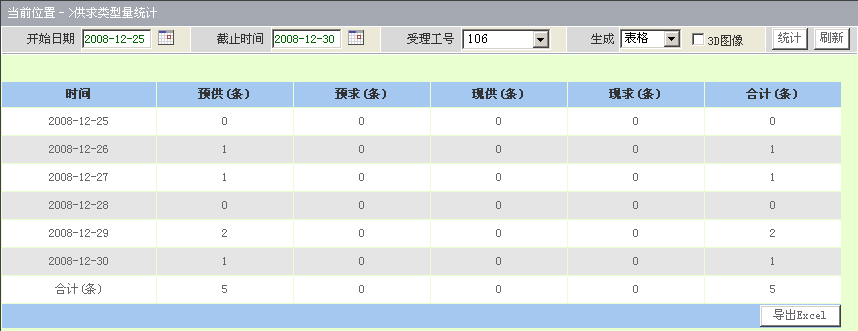 当前位置－>供求类型量统计
开始日期 2008-12-25 截止时间 2008-12-30 受理工号 106 生成 表格 3D图像 统计 刷新
时间 预供(条) 预求(条) 现供(条) 现求(条) 合计(条)
2008-12-25 0 0 0 0 0
2008-12-26 1 0 0 0 1
2008-12-27 1 0 0 0 1
2008-12-28 0 0 0 0 0
2008-12-29 2 0 0 0 2
2008-12-30 1 0 0 0 1
合计(条) 5 0 0 0 5
导出Excel